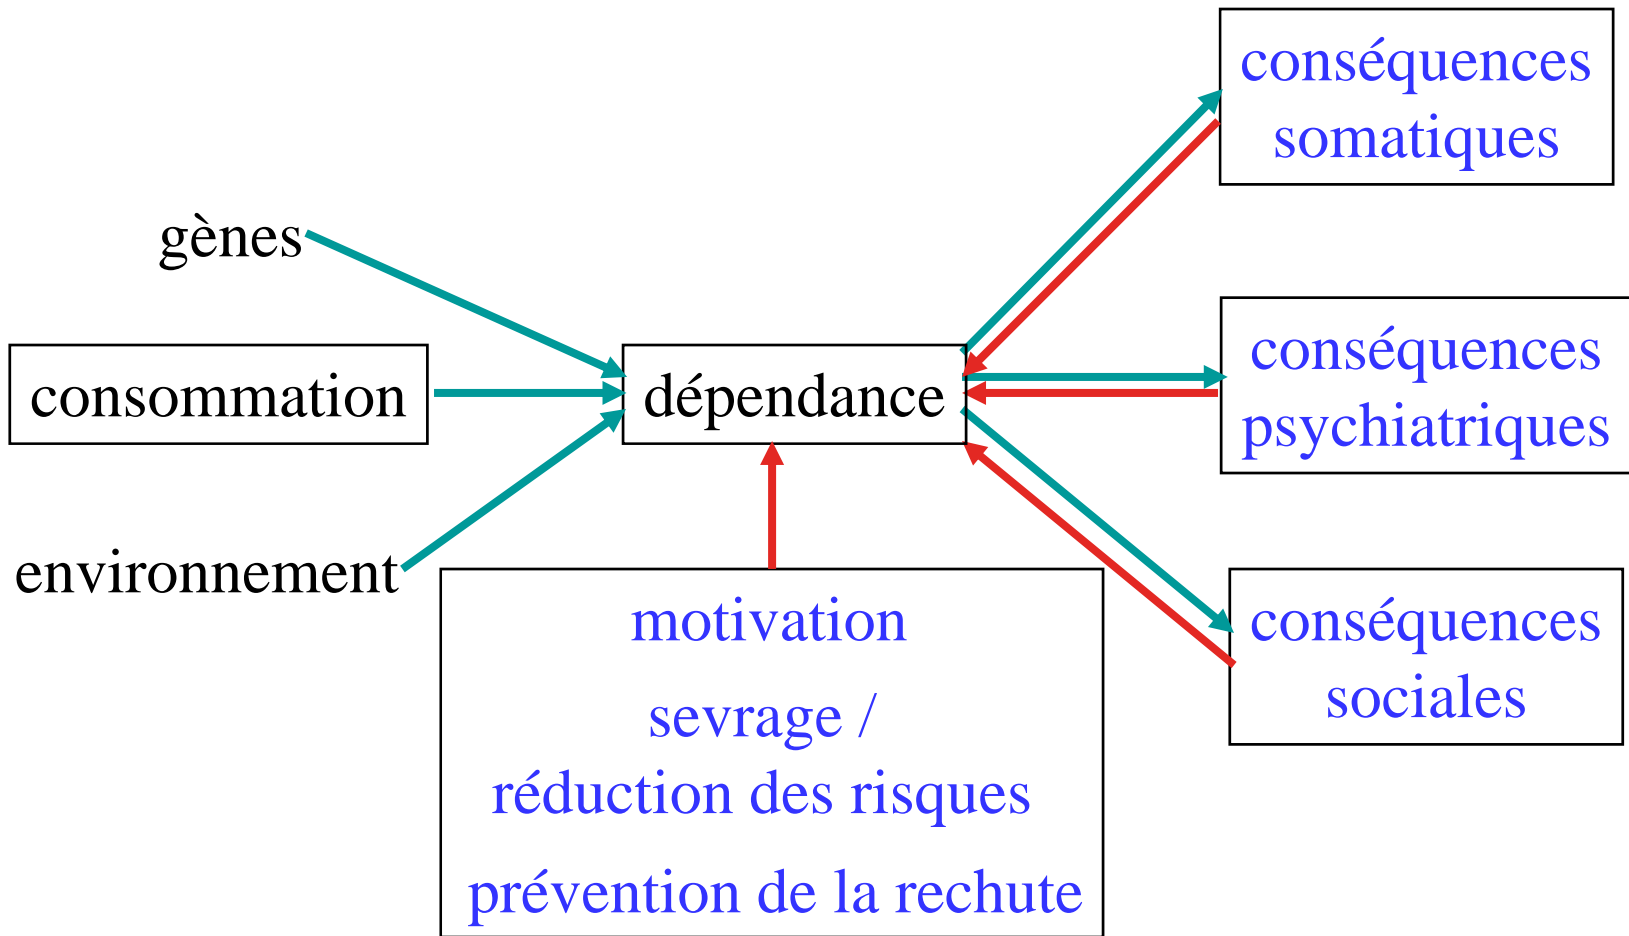 conséquences
somatiques
gènes
consommation
dépendance
conséquences
psychiatriques
environnement
motivation
sevrage /
réduction des risques
prévention de la rechute
conséquences
sociales